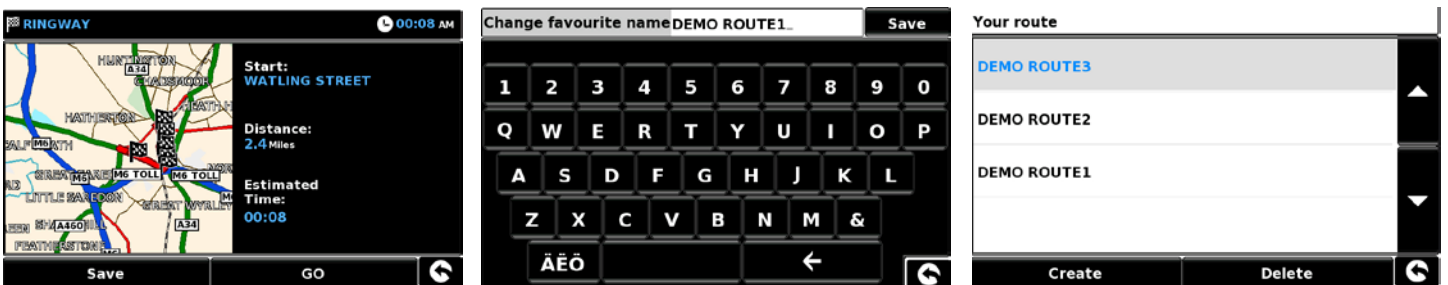 RINGWAY 00:08 AM
HUNTINGTON
A34
CHADSMOOR
HEATH H
HATHERTON
M6
M6 TOLL M6 TOLL
LITTLE SAREDON
GREAT WYRLEY
A460
A34
FEATHERSTONE
Start:
WATLING STREET
Distance:
2.4 Miles
Estimated
Time:
00:08
Save GO
Change favourite name DEMO ROUTE1_ Save
1 2 3 4 5 6 7 8 9 0
Q W E R T Y U I O P
A S D F G H J K L
Z X C V B N M &
ÄËÖ ←
Your route
DEMO ROUTE3
DEMO ROUTE2
DEMO ROUTE1
Create Delete